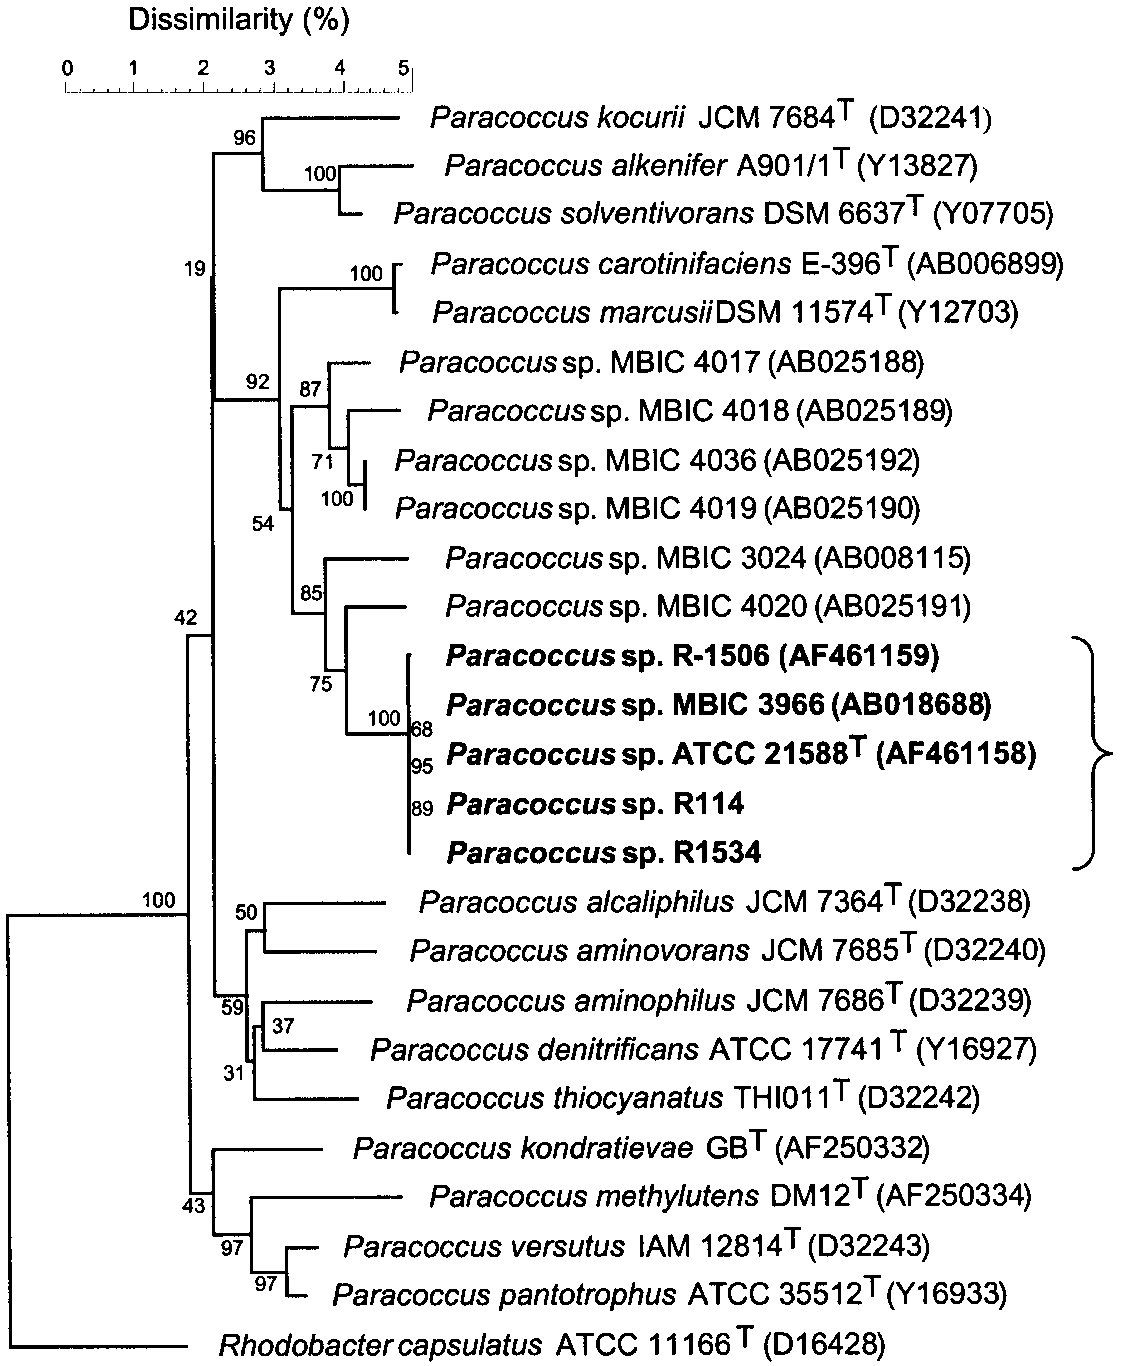 Dissimilarity (%)
0 1 2 3 4 5
Paracoccus kocurii JCM 7684T (D32241)
96
Paracoccus alkenifer A901/1T (Y13827)
100
Paracoccus solventivorans DSM 6637T (Y07705)
19
Paracoccus carotinifaciens E-396T (AB006899)
100
Paracoccus marcusii DSM 11574T (Y12703)
Paracoccus sp. MBIC 4017 (AB025188)
92
87
Paracoccus sp. MBIC 4018 (AB025189)
71
Paracoccus sp. MBIC 4036 (AB025192)
100
Paracoccus sp. MBIC 4019 (AB025190)
54
Paracoccus sp. MBIC 3024 (AB008115)
85
Paracoccus sp. MBIC 4020 (AB025191)
42
Paracoccus sp. R-1506 (AF461159)
75
Paracoccus sp. MBIC 3966 (AB018688)
100
68
Paracoccus sp. ATCC 21588T (AF461158)
95
Paracoccus sp. R114
89
Paracoccus sp. R1534
100
Paracoccus alcaliphilus JCM 7364T (D32238)
50
Paracoccus aminovorans JCM 7685T (D32240)
Paracoccus aminophilus JCM 7686T (D32239)
59
37
Paracoccus denitrificans ATCC 17741T (Y16927)
31
Paracoccus thiocyanatus THI011T (D32242)
Paracoccus kondratievae GBT (AF250332)
Paracoccus methylutens DM12T (AF250334)
43
97
Paracoccus versutus IAM 12814T (D32243)
97
Paracoccus pantotrophus ATCC 35512T (Y16933)
Rhodobacter capsulatus ATCC 11166T (D16428)